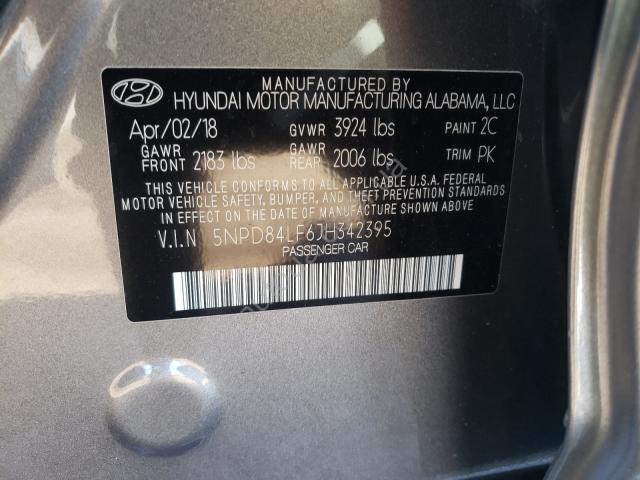 MANUFACTURED BY
HYUNDAI MOTOR MANUFACTURING ALABAMA, LLC
Apr/02/18 GVWR 3924 lbs PAINT 2C
GAWR FRONT 2183 lbs GAWR REAR 2006 lbs TRIM PK
THIS VEHICLE CONFORMS TO ALL APPLICABLE U.S.A. FEDERAL
MOTOR VEHICLE SAFETY, BUMPER, AND THEFT PREVENTION
STANDARDS IN EFFECT ON THE DATE OF MANUFACTURE SHOWN ABOVE
V.I.N 5NPD84LF6JH342395
PASSENGER CAR